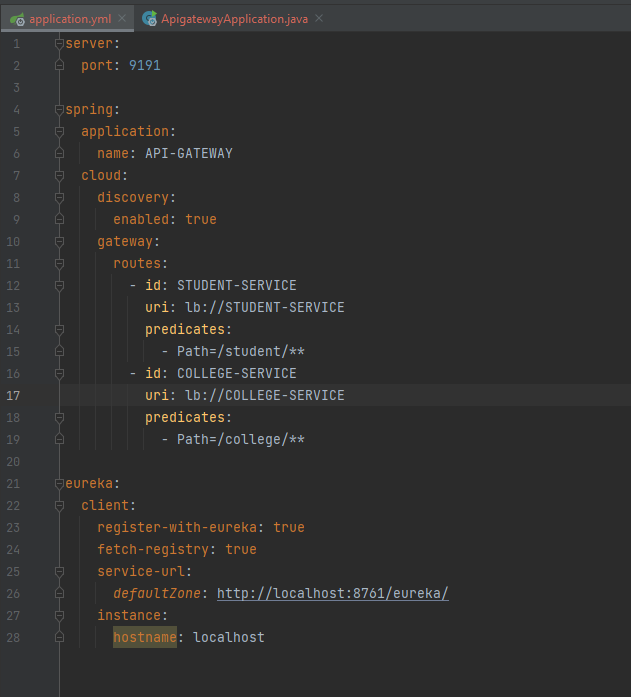 application.yml ApigatewayApplication.java
1 server:
2   port: 9191
3
4 spring:
5   application:
6     name: API-GATEWAY
7   cloud:
8     discovery:
9       enabled: true
10     gateway:
11       routes:
12         - id: STUDENT-SERVICE
13           uri: lb://STUDENT-SERVICE
14           predicates:
15             - Path=/student/**
16         - id: COLLEGE-SERVICE
17           uri: lb://COLLEGE-SERVICE
18           predicates:
19             - Path=/college/**
20
21 eureka:
22   client:
23     register-with-eureka: true
24     fetch-registry: true
25     service-url:
26       defaultZone: http://localhost:8761/eureka/
27     instance:
28       hostname: localhost